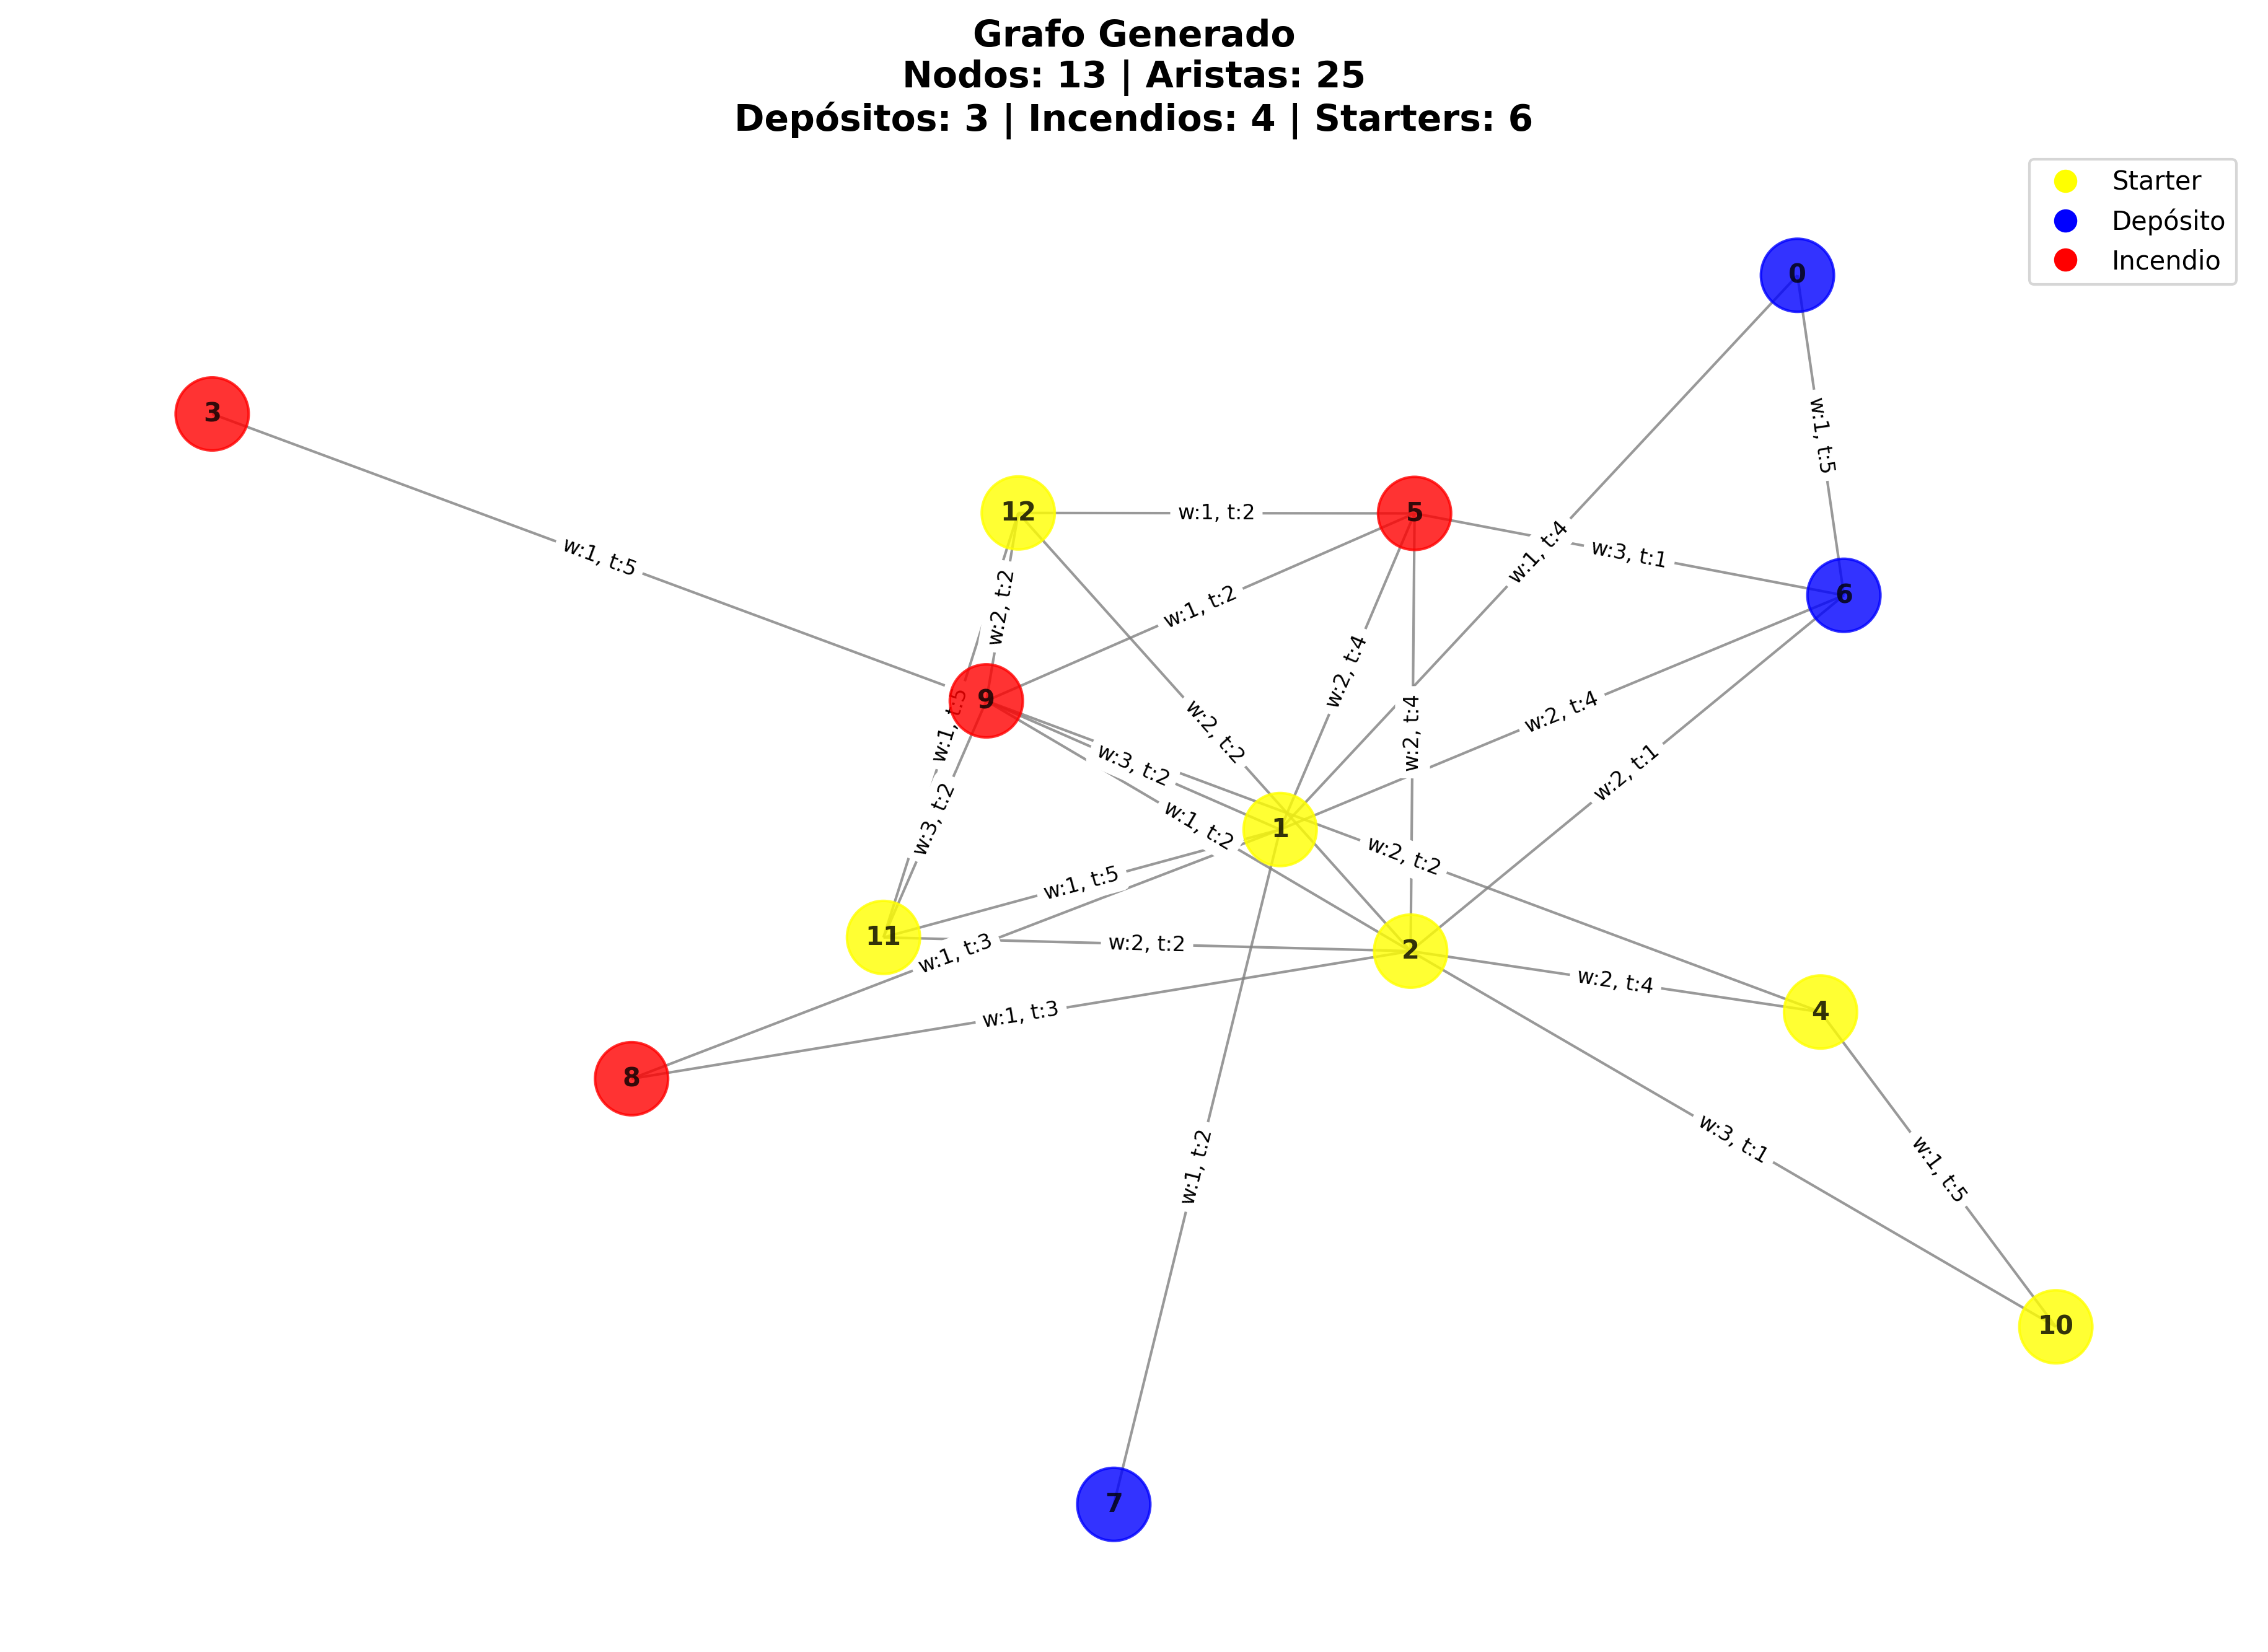 Grafo Generado
Nodos: 13 | Aristas: 25
Depósitos: 3 | Incendios: 4 | Starters: 6
Starter
Depósito
Incendio
0
w:1, t:5
3
12
w:1, t:2
5
w:1, t:4
w:3, t:1
w:1, t:5
6
w:2, t:2
w:1, t:2
w:2, t:4
9
w:1, t:5
w:2, t:2
w:2, t:4
w:2, t:4
w:3, t:2
w:2, t:1
w:3, t:2
w:1, t:2
1
w:2, t:2
w:1, t:5
11
w:1, t:3
w:2, t:2
2
w:2, t:4
4
w:1, t:3
8
w:3, t:1
w:1, t:2
w:1, t:5
10
7